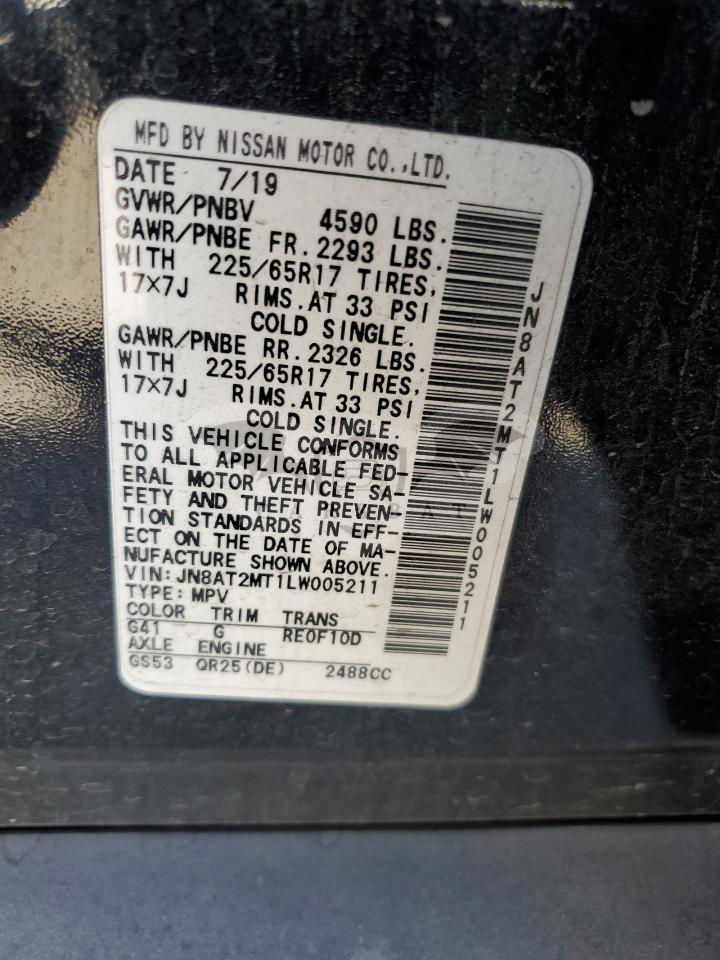 MFD BY NISSAN MOTOR CO.,LTD.
DATE 7/19
GVWR/PNBV 4590 LBS.
GAWR/PNBE FR. 2293 LBS.
WITH 225/65R17 TIRES,
17×7J RIMS.AT 33 PSI
COLD SINGLE.
GAWR/PNBE RR. 2326 LBS.
WITH 225/65R17 TIRES,
17×7J RIMS.AT 33 PSI
COLD SINGLE.
THIS VEHICLE CONFORMS
TO ALL APPLICABLE FED-
ERAL MOTOR VEHICLE SA-
FETY AND THEFT PREVEN-
TION STANDARDS IN EFF-
ECT ON THE DATE OF MA-
NUFACTURE SHOWN ABOVE.
VIN:JN8AT2MT1LW005211
TYPE:MPV
COLOR TRIM TRANS
G41 G RE0F10D
AXLE ENGINE
GS53 QR25(DE) 2488CC
JN8AT2MT1LW005211